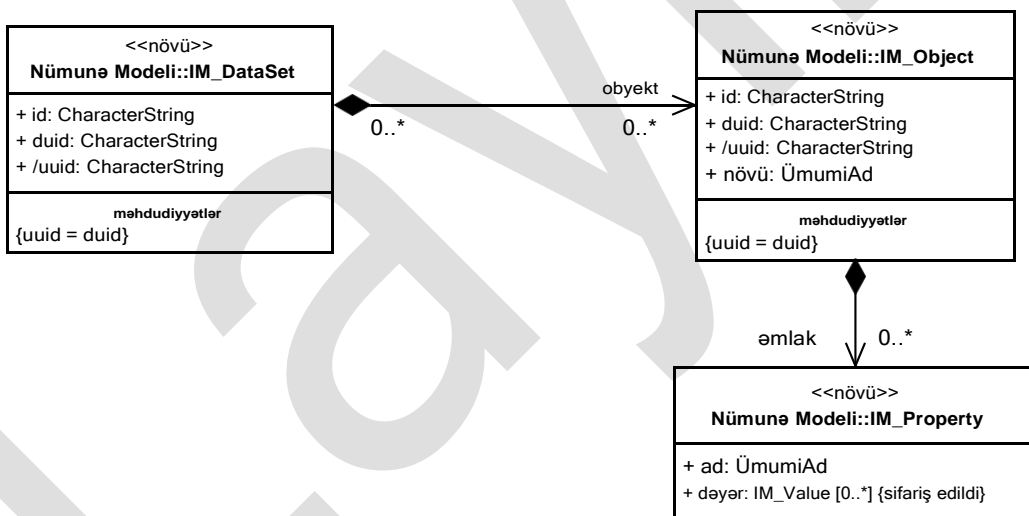 <<növü>>
Nümunə Modeli::IM_DataSet
+ id: CharacterString
+ duid: CharacterString
+ /uuid: CharacterString
məhdudiyyətlər
{uuid = duid}
obyekt
0..*
0..*
<<növü>>
Nümunə Modeli::IM_Object
+ id: CharacterString
+ duid: CharacterString
+ /uuid: CharacterString
+ növü: ÜmumiAd
məhdudiyyətlər
{uuid = duid}
əmlak
0..*
<<növü>>
Nümunə Modeli::IM_Property
+ ad: ÜmumiAd
+ dəyər: IM_Value [0..*] {sifariş edildi}